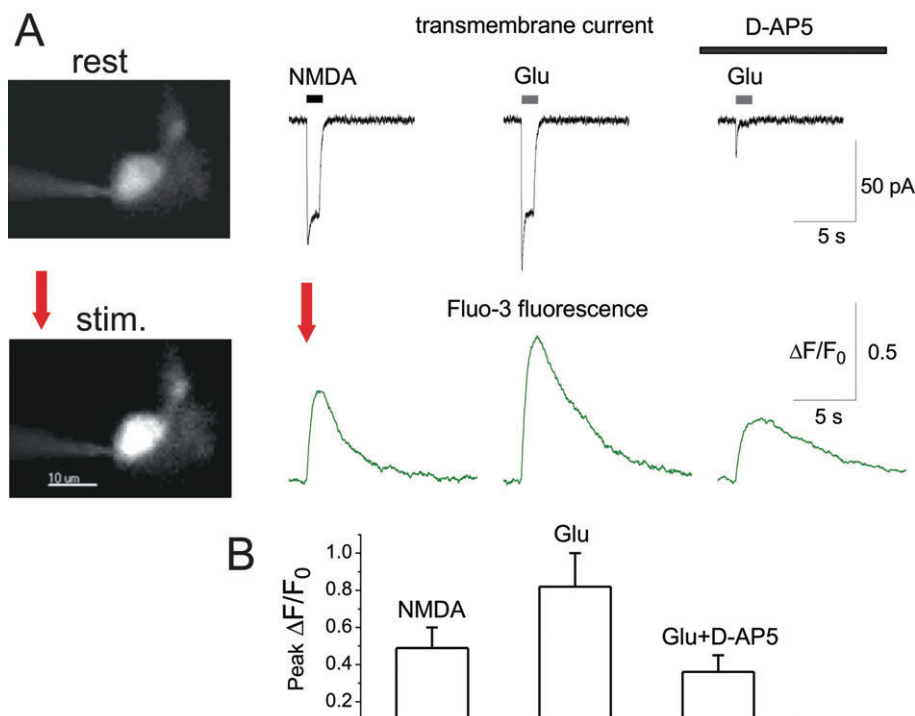 A
rest
stim.
10 um
transmembrane current
D-AP5
NMDA
Glu
Glu
50 pA
5 s
Fluo-3 fluorescence
ΔF/F₀
0.5
5 s
B
Peak ΔF/F₀
1.0
0.8
0.6
0.4
0.2
NMDA
Glu
Glu+D-AP5